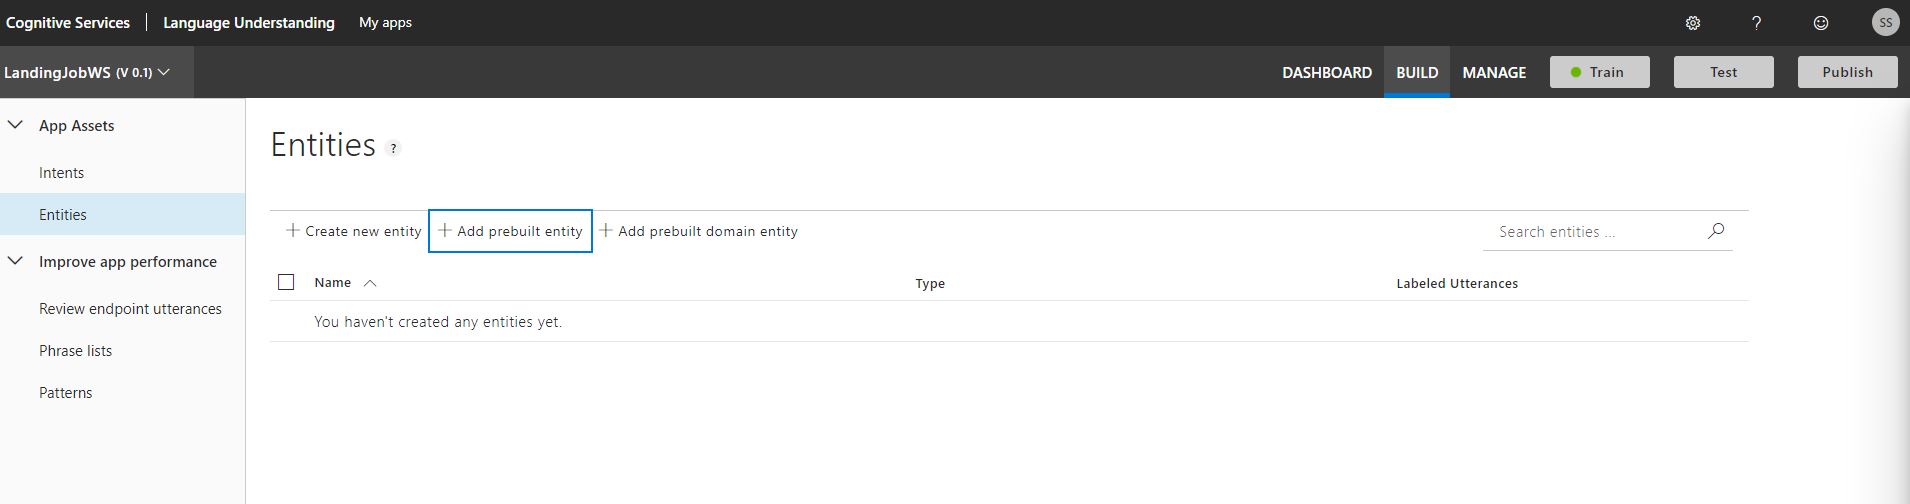 Cognitive Services Language Understanding My apps ? SS
LandingJobWS (V 0.1) DASHBOARD BUILD MANAGE Train Test Publish
App Assets
Intents
Entities
Improve app performance
Review endpoint utterances
Phrase lists
Patterns
Entities ?
+ Create new entity + Add prebuilt entity + Add prebuilt domain entity Search entities ...
Name Type Labeled Utterances
You haven't created any entities yet.